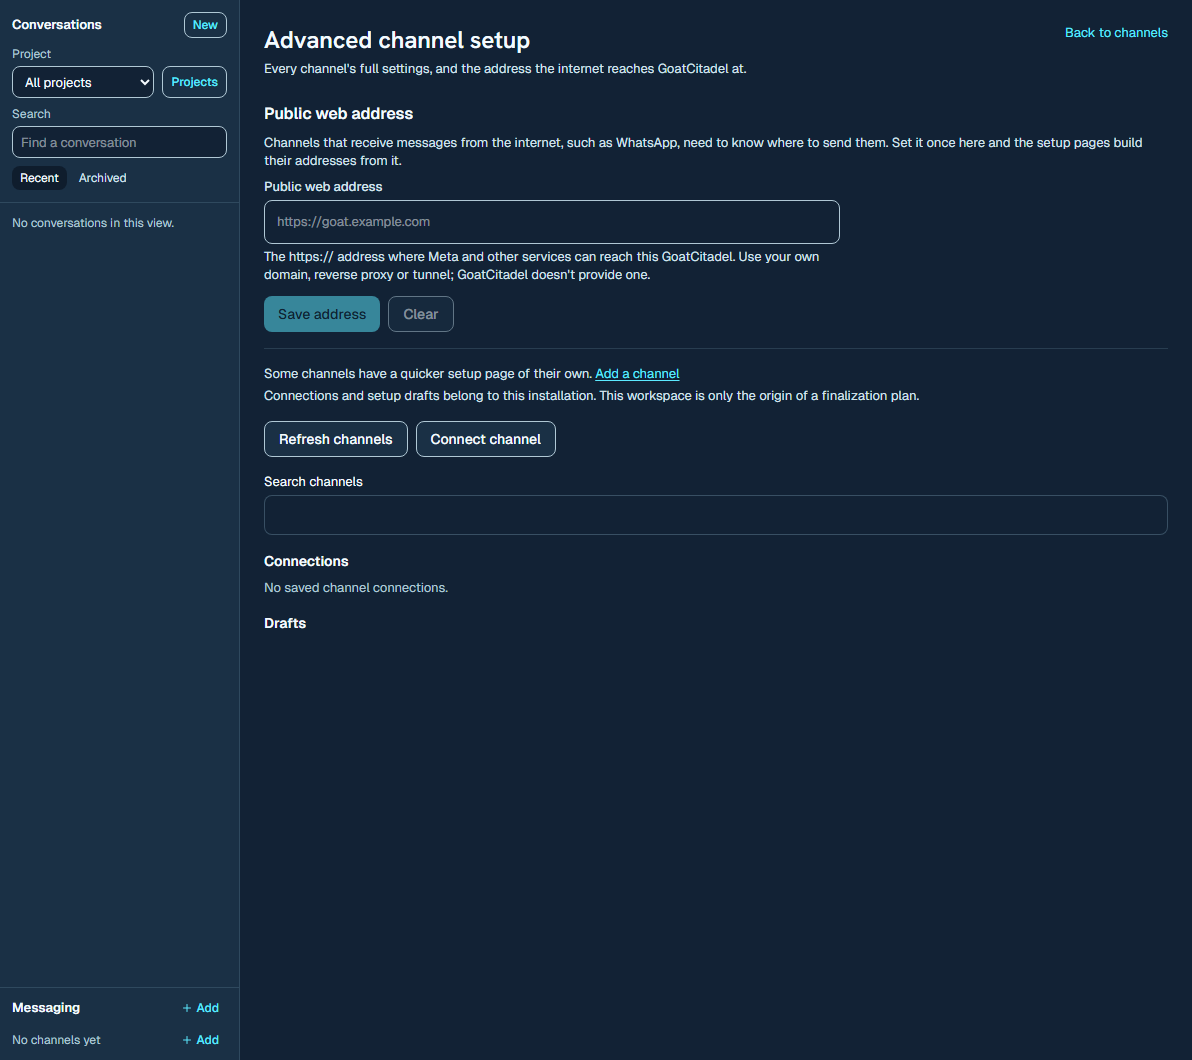 Conversations
New
Project
All projects
Projects
Search
Find a conversation
Recent
Archived
No conversations in this view.
Messaging
+ Add
No channels yet
+ Add
Advanced channel setup
Back to channels
Every channel's full settings, and the address the internet reaches GoatCitadel at.
Public web address
Channels that receive messages from the internet, such as WhatsApp, need to know where to send them. Set it once here and the setup pages build
their addresses from it.
Public web address
https://goat.example.com
The https:// address where Meta and other services can reach this GoatCitadel. Use your own
domain, reverse proxy or tunnel; GoatCitadel doesn't provide one.
Save address
Clear
Some channels have a quicker setup page of their own. Add a channel
Connections and setup drafts belong to this installation. This workspace is only the origin of a finalization plan.
Refresh channels
Connect channel
Search channels
Connections
No saved channel connections.
Drafts